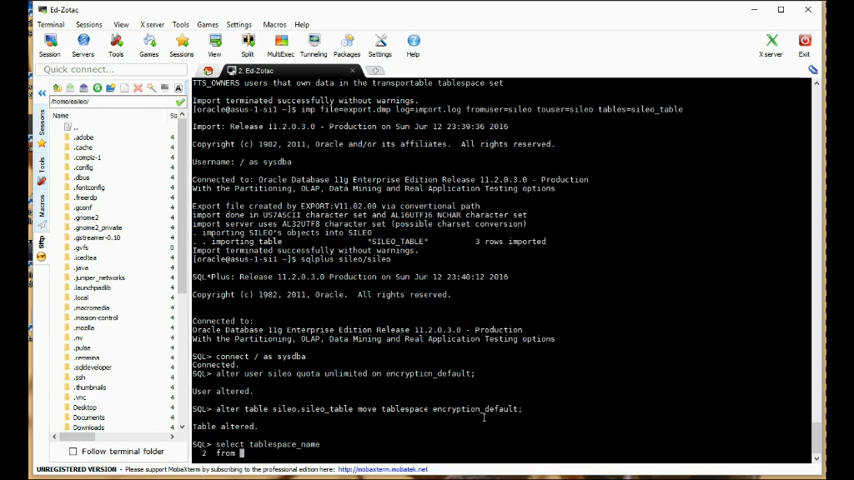 Ed-Zotac
Terminal Sessions View X server Tools Games Settings Macros Help
Session Servers Tools Games Sessions View Split MultiExec Tunneling Packages Settings Help X server Exit
Quick connect...
2. Ed-Zotac
/home/sileo/
Name
..
.adobe
.cache
.compiz-1
.config
.dbus
.fontconfig
.freerdp
.gconf
.gnome2
.gnome2_private
.gstreamer-0.10
.gvfs
.icedtea
.java
.juniper_networks
.launchpadlib
.local
.macromedia
.mission-control
.mozilla
.nv
.pulse
.remmina
.sqldeveloper
.ssh
.thumbnails
.vnc
Desktop
Documents
Downloads
Sessions
Tools
Macros
Sftp
Follow terminal folder
TTS_OWNERS users that own data in the transportable tablespace set
Import terminated successfully without warnings.
[oracle@asus-1-si1 ~]$ imp file=export.dmp log=import.log fromuser=sileo touser=sileo tables=sileo_table
Import: Release 11.2.0.3.0 - Production on Sun Jun 12 23:39:36 2016
Copyright (c) 1982, 2011, Oracle and/or its affiliates.  All rights reserved.
Username: / as sysdba
Connected to: Oracle Database 11g Enterprise Edition Release 11.2.0.3.0 - Production
With the Partitioning, OLAP, Data Mining and Real Application Testing options
Export file created by EXPORT:V11.02.00 via conventional path
import done in US7ASCII character set and AL16UTF16 NCHAR character set
import server uses AL32UTF8 character set (possible charset conversion)
. importing SILEO's objects into SILEO
. . importing table "SILEO_TABLE" 3 rows imported
Import terminated successfully without warnings.
[oracle@asus-1-si1 ~]$ sqlplus sileo/sileo
SQL*Plus: Release 11.2.0.3.0 Production on Sun Jun 12 23:40:12 2016
Copyright (c) 1982, 2011, Oracle.  All rights reserved.
Connected to:
Oracle Database 11g Enterprise Edition Release 11.2.0.3.0 - Production
With the Partitioning, OLAP, Data Mining and Real Application Testing options
SQL> connect / as sysdba
Connected.
SQL> alter user sileo quota unlimited on encryption_default;
User altered.
SQL> alter table sileo.sileo_table move tablespace encryption_default;
Table altered.
SQL> select tablespace_name
2 from
UNREGISTERED VERSION - Please support MobaXterm by subscribing to the professional edition here: http://mobaxterm.mobatek.net